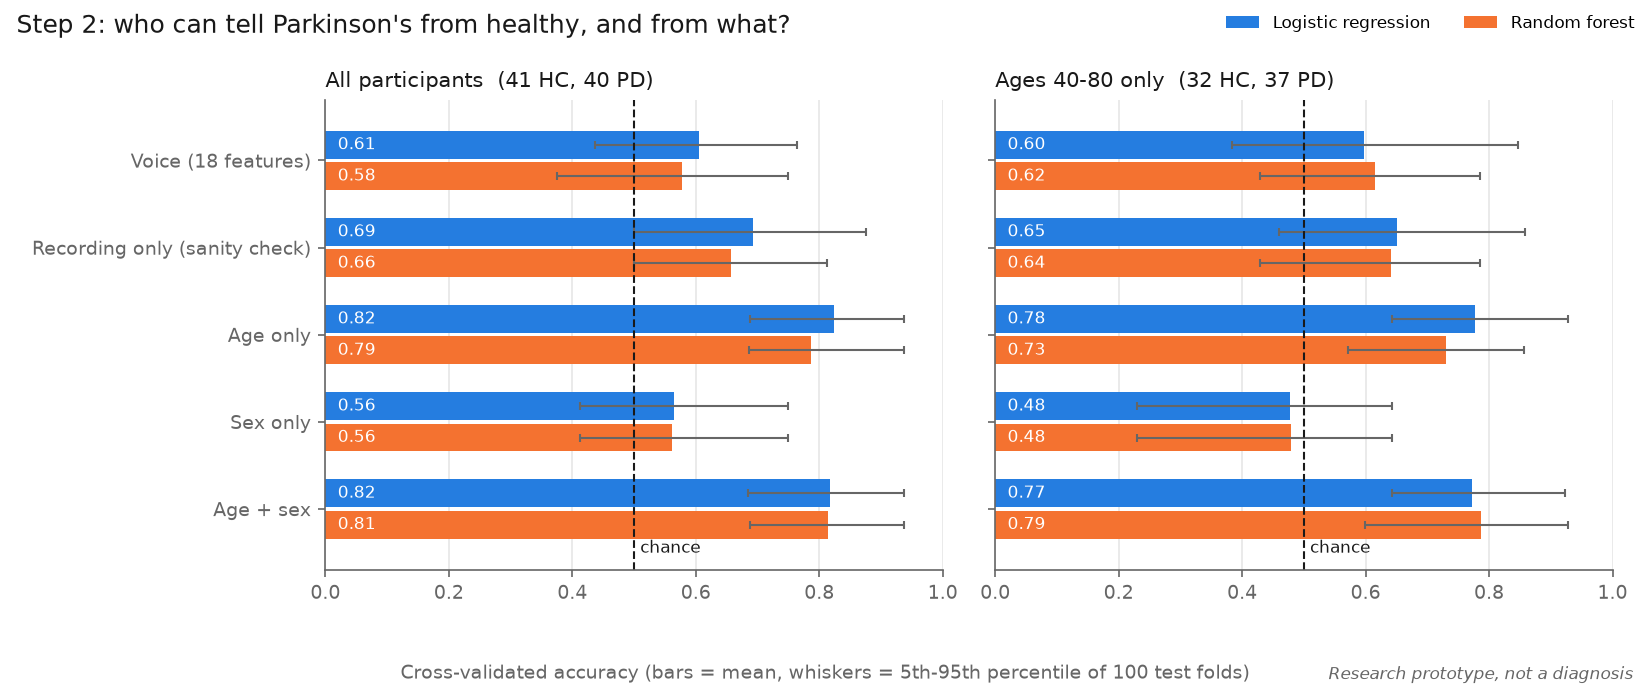 Step 2: who can tell Parkinson's from healthy, and from what?
Logistic regression
Random forest
All participants  (41 HC, 40 PD)
Ages 40-80 only  (32 HC, 37 PD)
Voice (18 features)
0.61
0.58
0.60
0.62
Recording only (sanity check)
0.69
0.66
0.65
0.64
Age only
0.82
0.79
0.78
0.73
Sex only
0.56
0.56
0.48
0.48
Age + sex
0.82
0.81
0.77
0.79
chance
chance
0.0 0.2 0.4 0.6 0.8 1.0
0.0 0.2 0.4 0.6 0.8 1.0
Cross-validated accuracy (bars = mean, whiskers = 5th-95th percentile of 100 test folds)
Research prototype, not a diagnosis